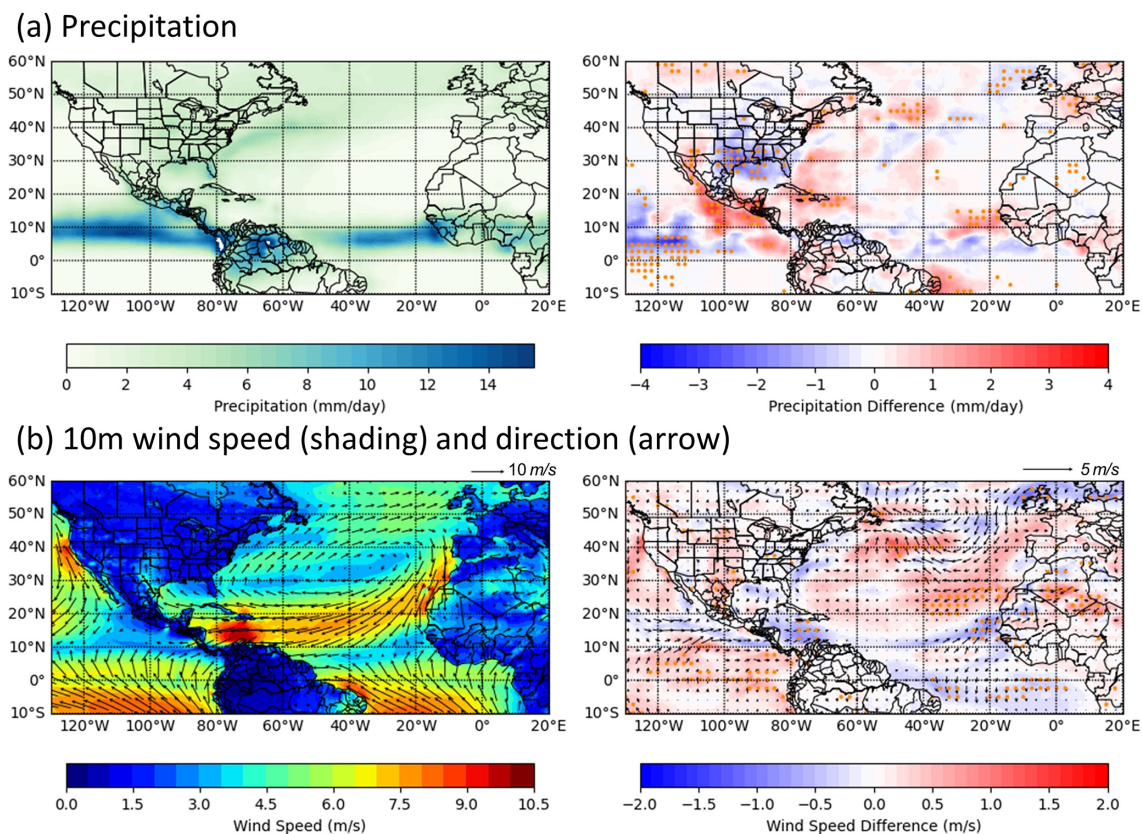 (a) Precipitation
60°N 60°N
50°N 50°N
40°N 40°N
30°N 30°N
20°N 20°N
10°N 10°N
0° 0°
10°S 10°S
120°W 100°W 80°W 60°W 40°W 20°W 0° 20°E 120°W 100°W 80°W 60°W 40°W 20°W 0° 20°E
0 2 4 6 8 10 12 14 −4 −3 −2 −1 0 1 2 3 4
Precipitation (mm/day) Precipitation Difference (mm/day)
(b) 10m wind speed (shading) and direction (arrow)
10 m/s 5 m/s
60°N 60°N
50°N 50°N
40°N 40°N
30°N 30°N
20°N 20°N
10°N 10°N
0° 0°
10°S 10°S
120°W 100°W 80°W 60°W 40°W 20°W 0° 20°E 120°W 100°W 80°W 60°W 40°W 20°W 0° 20°E
0.0 1.5 3.0 4.5 6.0 7.5 9.0 10.5 −2.0 −1.5 −1.0 −0.5 0.0 0.5 1.0 1.5 2.0
Wind Speed (m/s) Wind Speed Difference (m/s)